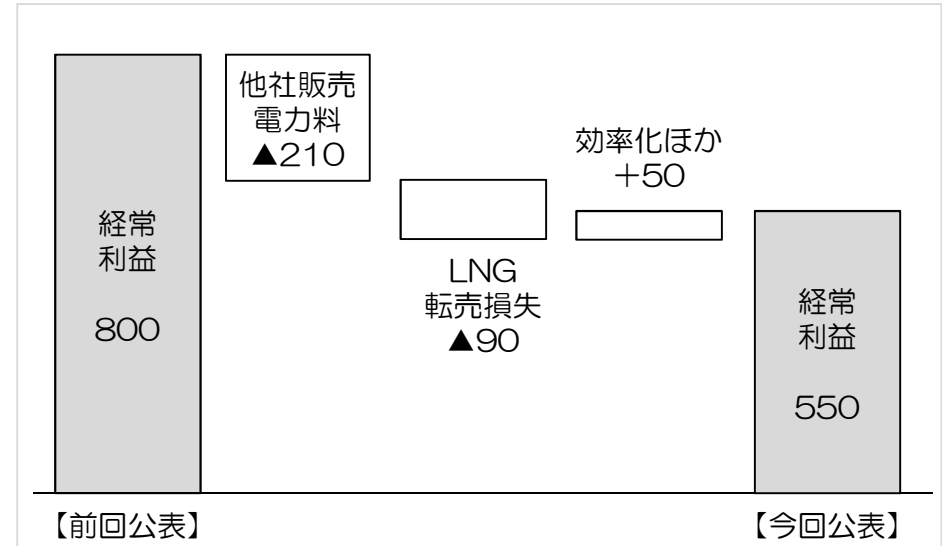 経常
利益
800
他社販売
電力料
▲210
LNG
転売損失
▲90
効率化ほか
＋50
経常
利益
550
【前回公表】
【今回公表】